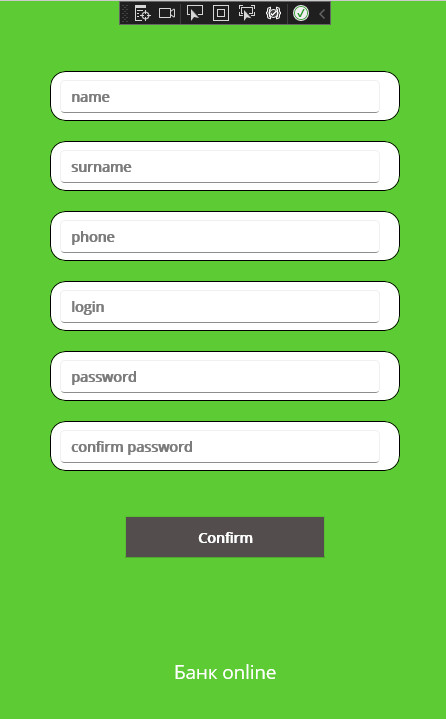 name
surname
phone
login
password
confirm password
Confirm
Банк online